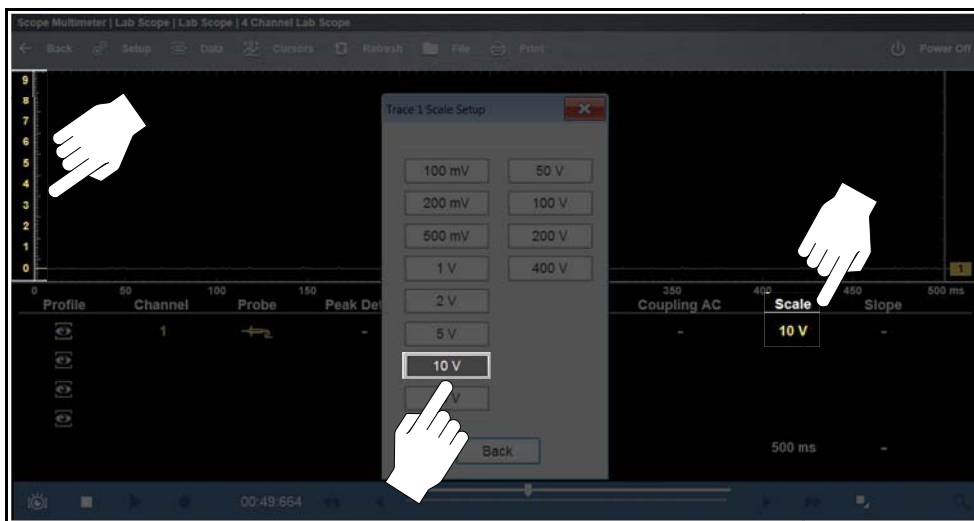 Scope Multimeter | Lab Scope | Lab Scope | 4 Channel Lab Scope
Back Setup Data Cursors Refresh File Print Power Off
9
8
7
6
5
4
3
2
1
0
Trace 1 Scale Setup
100 mV 50 V
200 mV 100 V
500 mV 200 V
1 V 400 V
2 V
5 V
10 V
V
Back
1
0 50 100 150 350 400 450 500 ms
Profile Channel Probe Peak Det Coupling AC Scale Slope
1 - - 10 V -
500 ms -
00:49:664